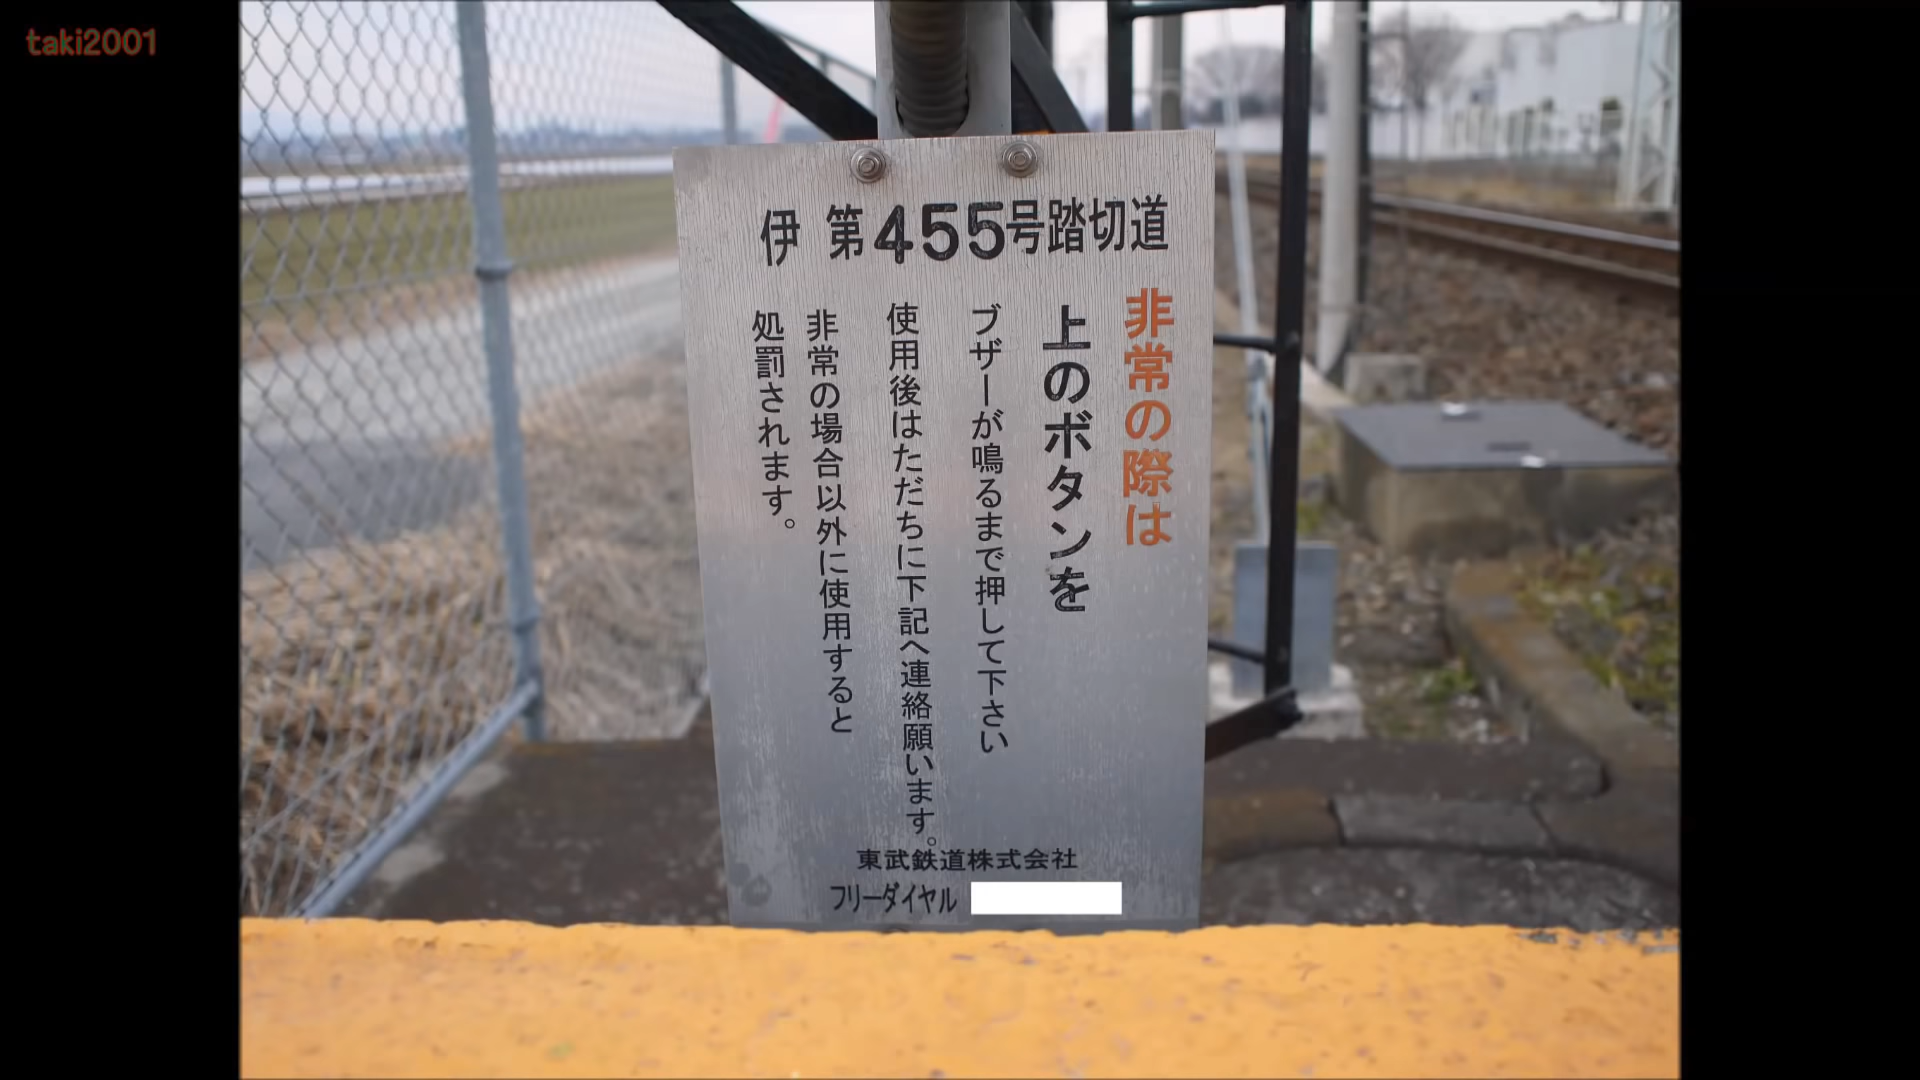 taki2001
伊 第455号踏切道
非常の際は
上のボタンを
ブザーが鳴るまで押して下さい
使用後はただちに下記へ連絡願います。
非常の場合以外に使用すると
処罰されます。
東武鉄道株式会社
フリーダイヤル